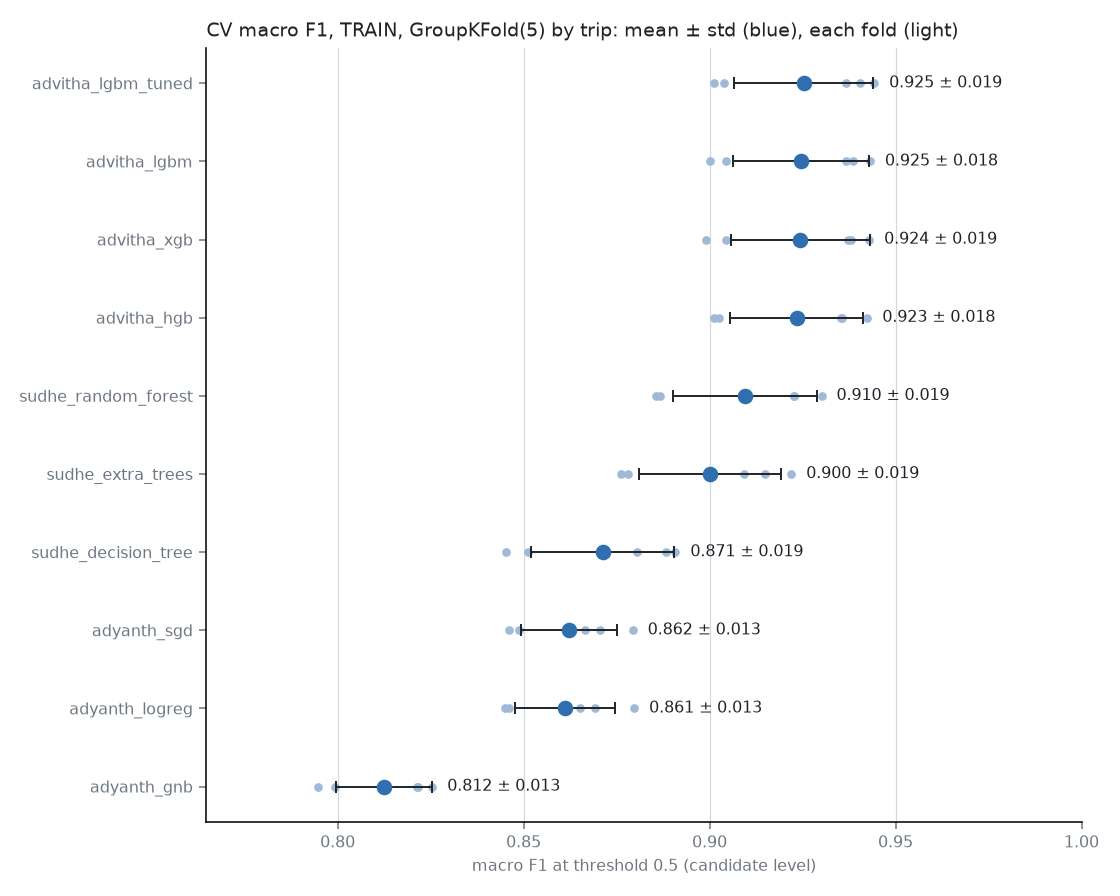 CV macro F1, TRAIN, GroupKFold(5) by trip: mean ± std (blue), each fold (light)
advitha_lgbm_tuned 0.925 ± 0.019
advitha_lgbm 0.925 ± 0.018
advitha_xgb 0.924 ± 0.019
advitha_hgb 0.923 ± 0.018
sudhe_random_forest 0.910 ± 0.019
sudhe_extra_trees 0.900 ± 0.019
sudhe_decision_tree 0.871 ± 0.019
adyanth_sgd 0.862 ± 0.013
adyanth_logreg 0.861 ± 0.013
adyanth_gnb 0.812 ± 0.013
0.80 0.85 0.90 0.95 1.00
macro F1 at threshold 0.5 (candidate level)